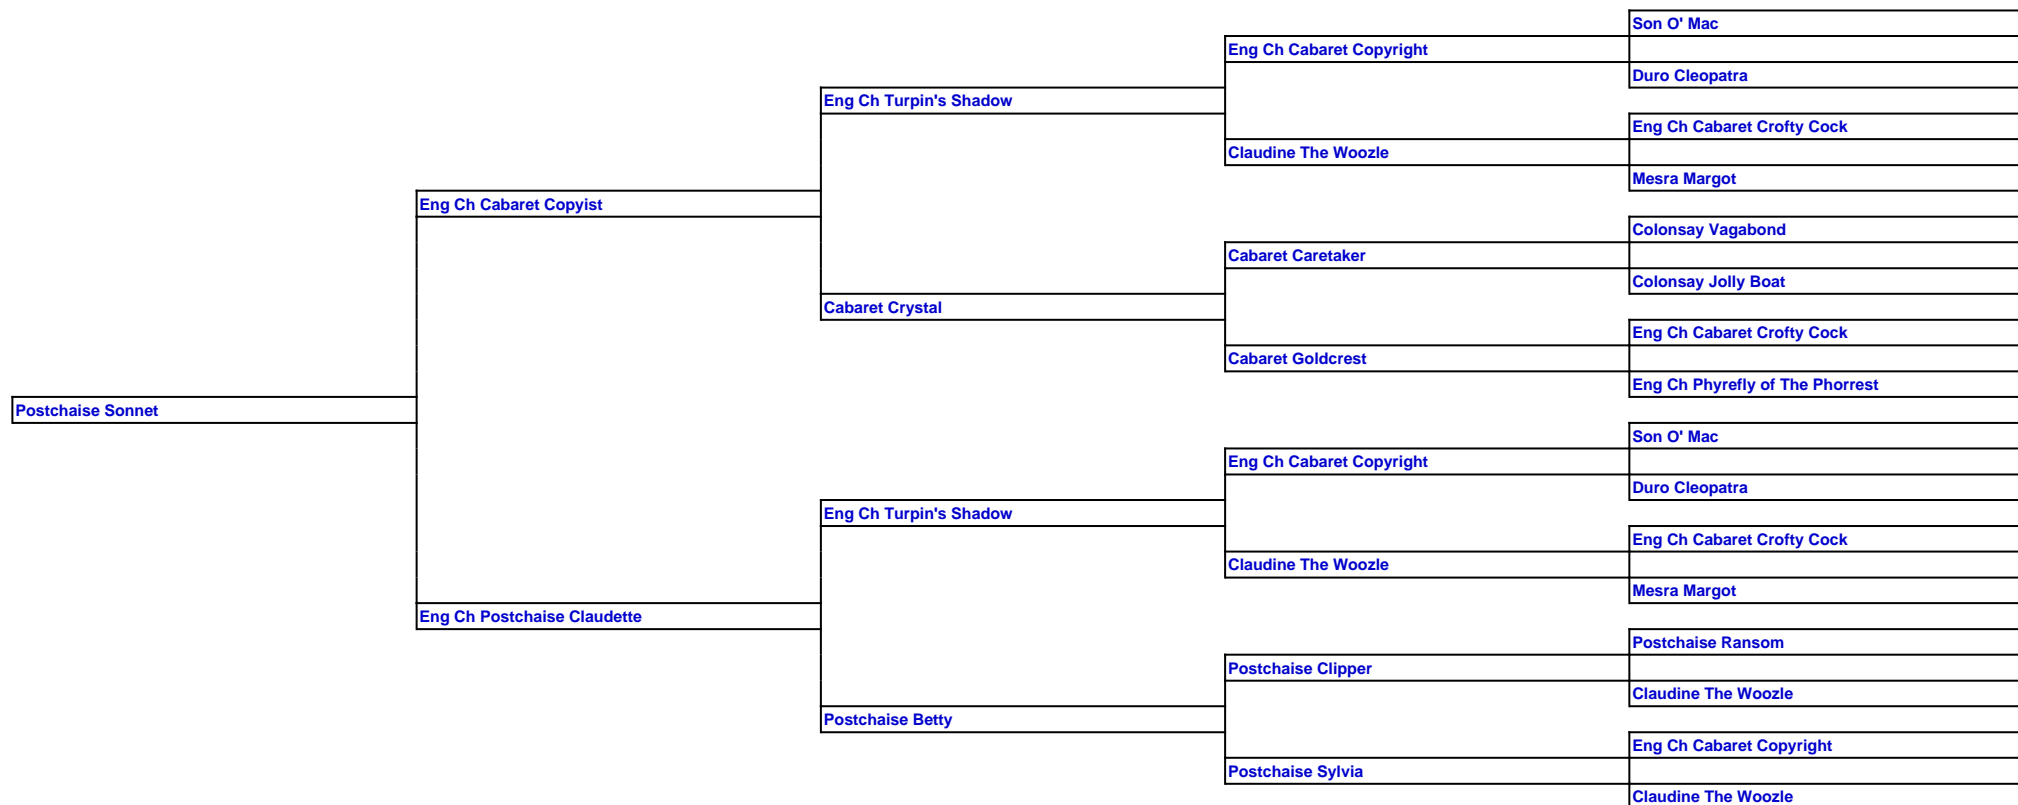 Son O' Mac
Eng Ch Cabaret Copyright
Duro Cleopatra
Eng Ch Turpin's Shadow
Eng Ch Cabaret Crofty Cock
Claudine The Woozle
Mesra Margot
Eng Ch Cabaret Copyist
Colonsay Vagabond
Cabaret Caretaker
Colonsay Jolly Boat
Cabaret Crystal
Eng Ch Cabaret Crofty Cock
Cabaret Goldcrest
Eng Ch Phyrefly of The Phorrest
Postchaise Sonnet
Son O' Mac
Eng Ch Cabaret Copyright
Duro Cleopatra
Eng Ch Turpin's Shadow
Eng Ch Cabaret Crofty Cock
Claudine The Woozle
Mesra Margot
Eng Ch Postchaise Claudette
Postchaise Ransom
Postchaise Clipper
Claudine The Woozle
Postchaise Betty
Eng Ch Cabaret Copyright
Postchaise Sylvia
Claudine The Woozle